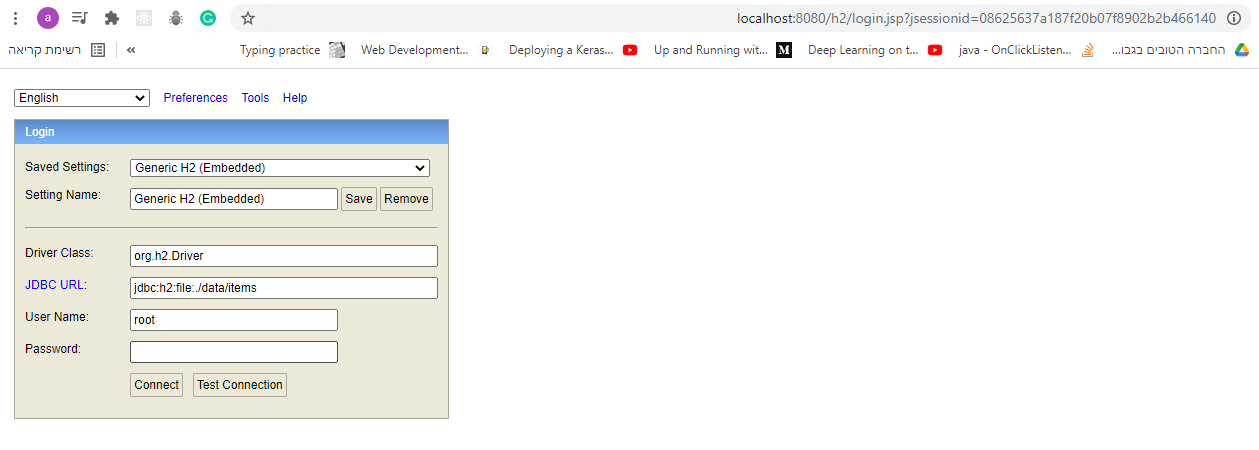 a
localhost:8080/h2/login.jsp?jsessionid=08625637a187f20b07f8902b2b466140
רשימת קריאה « Typing practice Web Development... Deploying a Keras... Up and Running wit... M Deep Learning on t... java - OnClickListen... החברה הטובים בגבו...
English Preferences Tools Help
Login
Saved Settings: Generic H2 (Embedded)
Setting Name: Generic H2 (Embedded) Save Remove
Driver Class: org.h2.Driver
JDBC URL: jdbc:h2:file:./data/items
User Name: root
Password:
Connect Test Connection